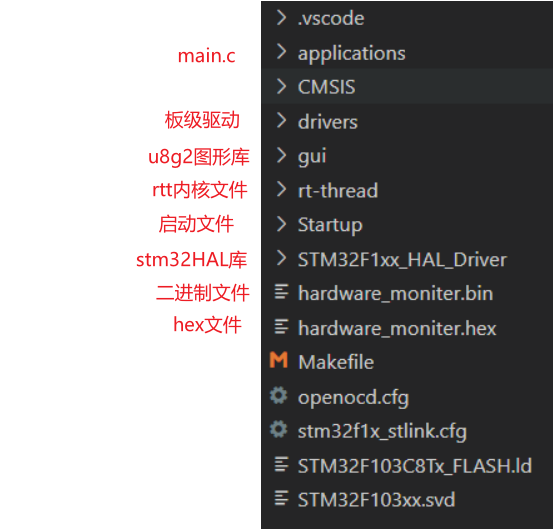 .vscode
main.c applications
CMSIS
板级驱动 drivers
u8g2图形库 gui
rtt内核文件 rt-thread
启动文件 Startup
stm32HAL库 STM32F1xx_HAL_Driver
二进制文件 hardware_moniter.bin
hex文件 hardware_moniter.hex
Makefile
openocd.cfg
stm32f1x_stlink.cfg
STM32F103C8Tx_FLASH.ld
STM32F103xx.svd